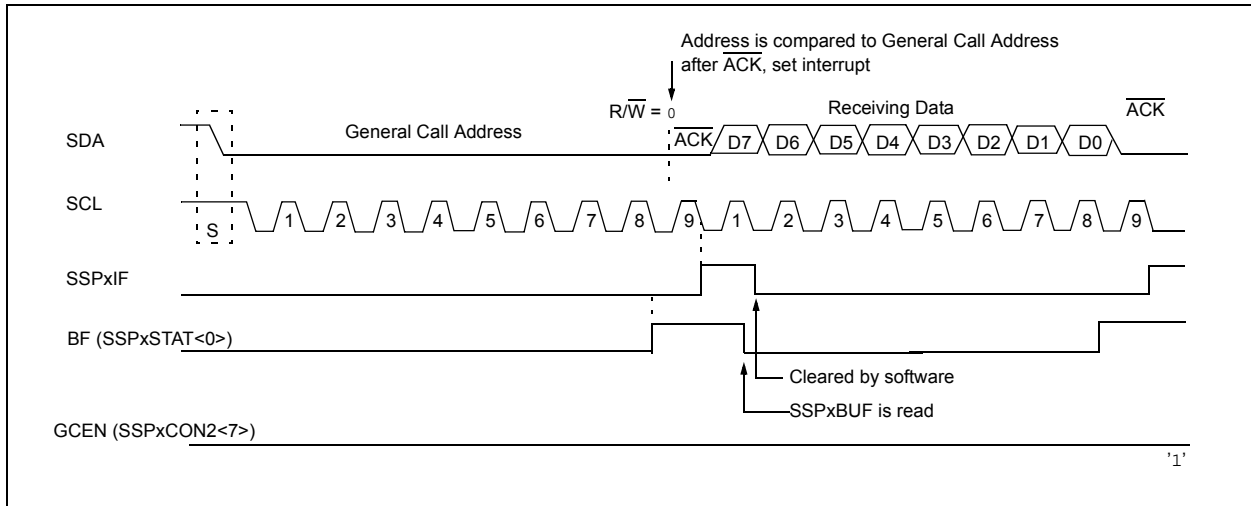 Address is compared to General Call Address
after ACK, set interrupt
R/W = 0
Receiving Data
ACK
SDA
General Call Address
ACK D7 D6 D5 D4 D3 D2 D1 D0
SCL
S
1 2 3 4 5 6 7 8 9 1 2 3 4 5 6 7 8 9
SSPxIF
BF (SSPxSTAT<0>)
Cleared by software
SSPxBUF is read
GCEN (SSPxCON2<7>)
'1'